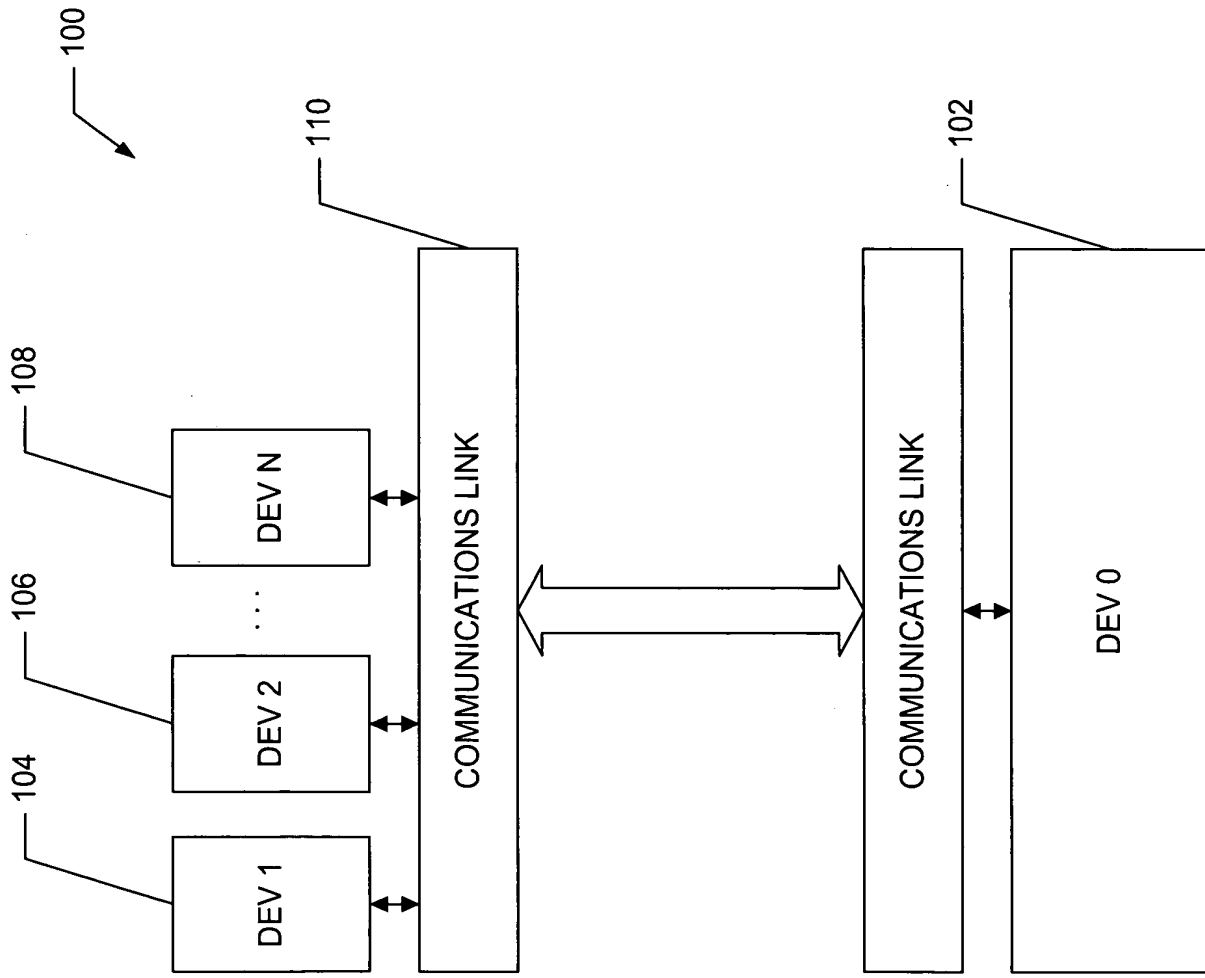 104
106
108
100
DEV 1
DEV 2
...
DEV N
110
COMMUNICATIONS LINK
COMMUNICATIONS LINK
102
DEV 0